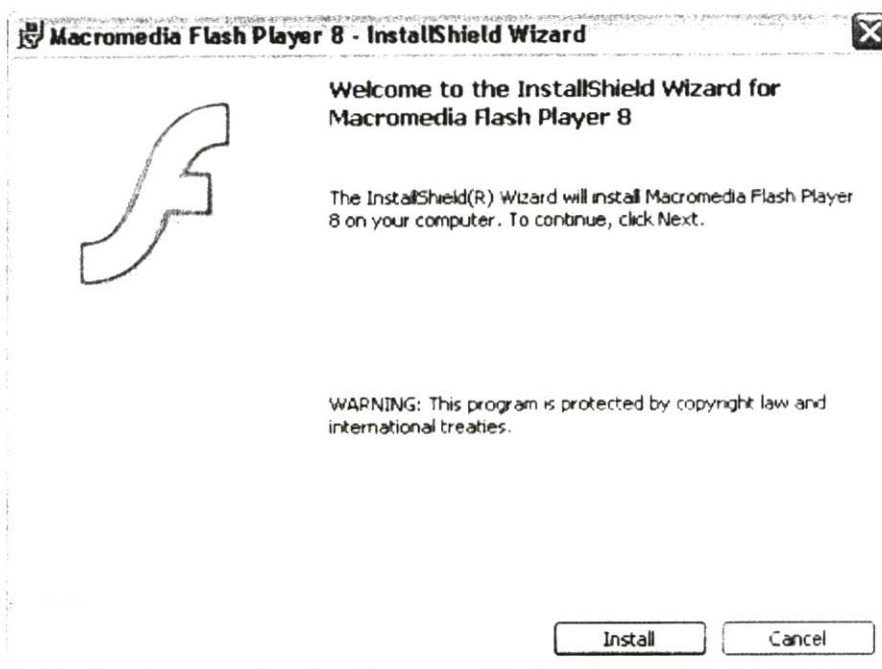 Macromedia Flash Player 8 - InstallShield Wizard
Welcome to the InstallShield Wizard for
Macromedia Flash Player 8
The InstallShield(R) Wizard will install Macromedia Flash Player
8 on your computer. To continue, click Next.
WARNING: This program is protected by copyright law and
international treaties.
Install
Cancel